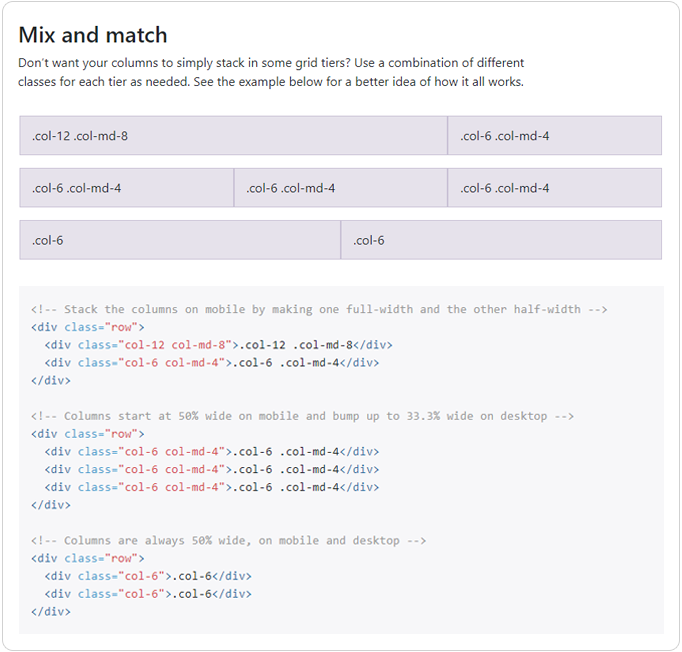 Mix and match
Don't want your columns to simply stack in some grid tiers? Use a combination of different
classes for each tier as needed. See the example below for a better idea of how it all works.
.col-12 .col-md-8
.col-6 .col-md-4
.col-6 .col-md-4
.col-6 .col-md-4
.col-6 .col-md-4
.col-6
.col-6
<!-- Stack the columns on mobile by making one full-width and the other half-width -->
<div class="row">
  <div class="col-12 col-md-8">.col-12 .col-md-8</div>
  <div class="col-6 col-md-4">.col-6 .col-md-4</div>
</div>
<!-- Columns start at 50% wide on mobile and bump up to 33.3% wide on desktop -->
<div class="row">
  <div class="col-6 col-md-4">.col-6 .col-md-4</div>
  <div class="col-6 col-md-4">.col-6 .col-md-4</div>
  <div class="col-6 col-md-4">.col-6 .col-md-4</div>
</div>
<!-- Columns are always 50% wide, on mobile and desktop -->
<div class="row">
  <div class="col-6">.col-6</div>
  <div class="col-6">.col-6</div>
</div>